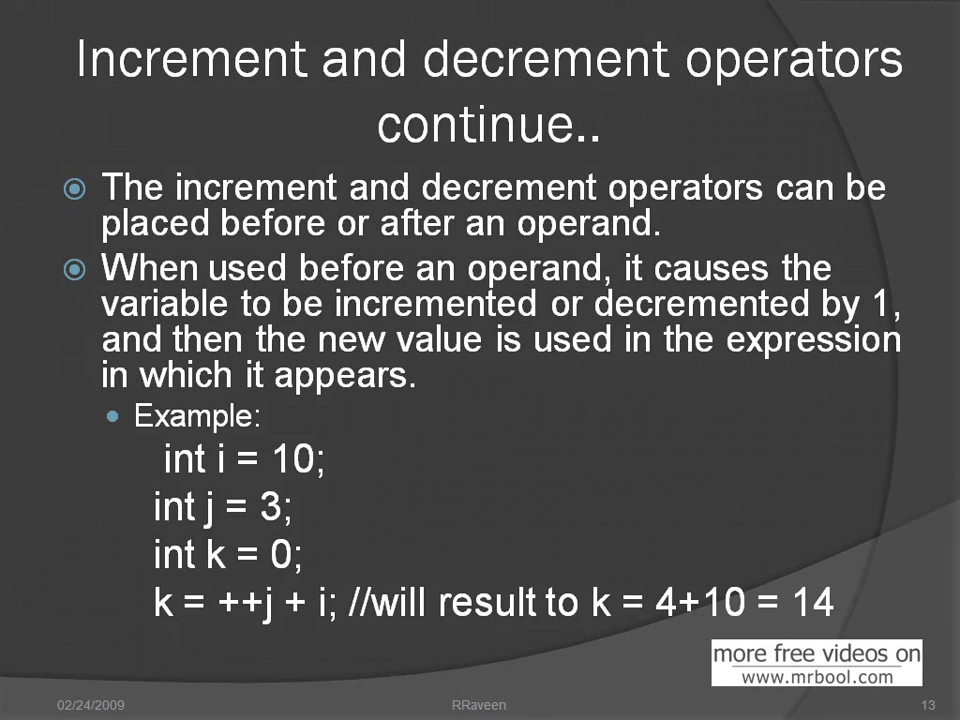 Increment and decrement operators
continue..
The increment and decrement operators can be
placed before or after an operand.
When used before an operand, it causes the
variable to be incremented or decremented by 1,
and then the new value is used in the expression
in which it appears.
Example:
int i = 10;
int j = 3;
int k = 0;
k = ++j + i; //will result to k = 4+10 = 14
more free videos on
www.mrbool.com
02/24/2009
RRaveen
13